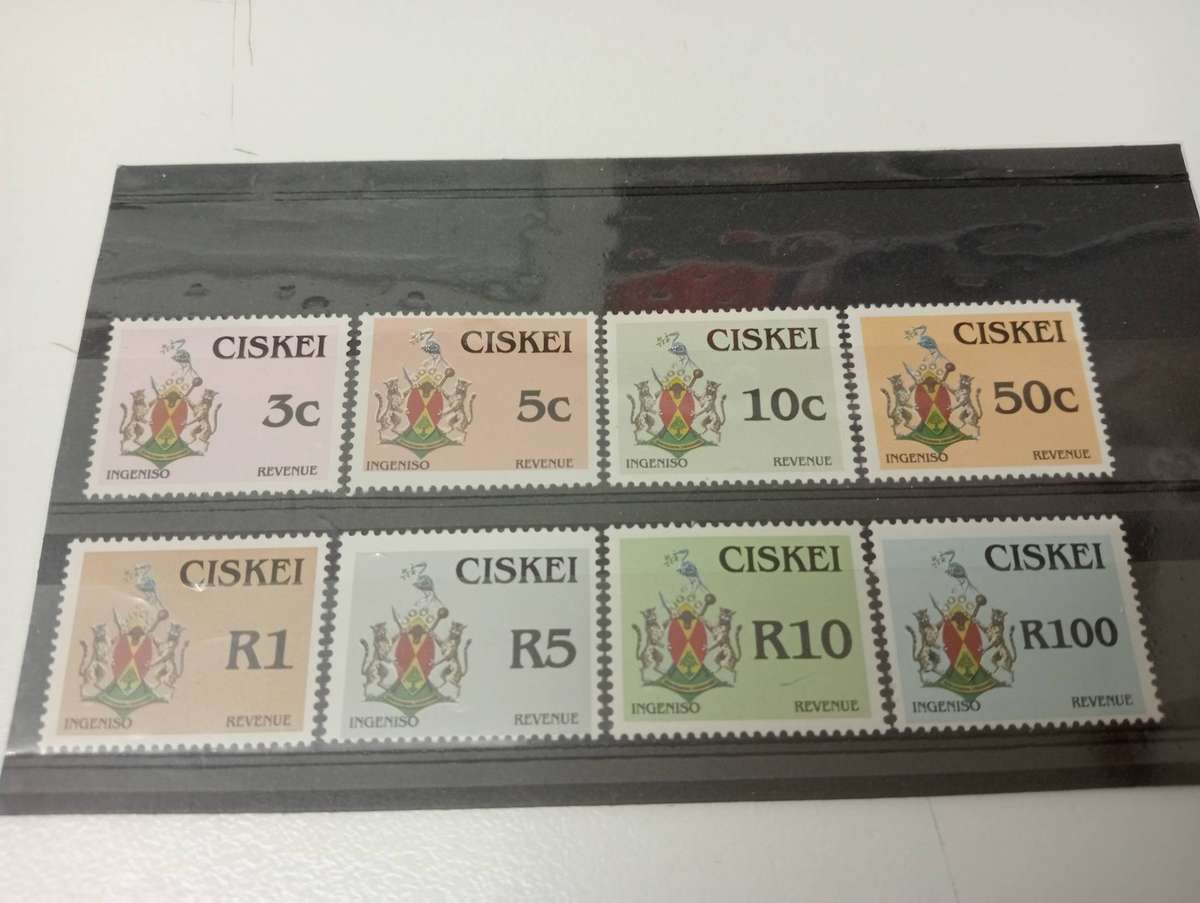 CISKEI
3c
INGENISO REVENUE
CISKEI
5c
INGENISO REVENUE
CISKEI
10c
INGENISO REVENUE
CISKEI
50c
INGENISO REVENUE
CISKEI
R1
INGENISO REVENUE
CISKEI
R5
INGENISO REVENUE
CISKEI
R10
INGENISO REVENUE
CISKEI
R100
INGENISO REVENUE